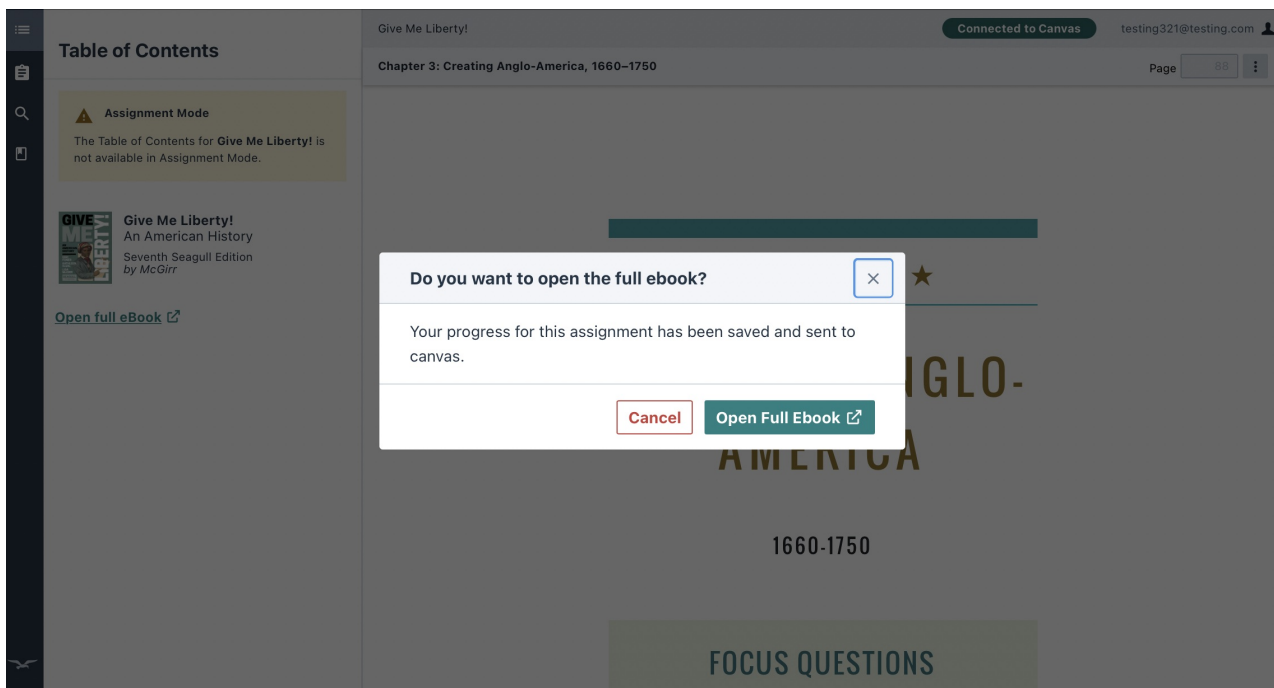 Table of Contents
Assignment Mode
The Table of Contents for Give Me Liberty! is
not available in Assignment Mode.
GIVE
ME
LIBERTY!
Give Me Liberty!
An American History
Seventh Seagull Edition
by McGirr
Open full eBook
Give Me Liberty!
Connected to Canvas
testing321@testing.com
Chapter 3: Creating Anglo-America, 1660–1750
Page 88
Do you want to open the full ebook?
Your progress for this assignment has been saved and sent to
canvas.
Cancel
Open Full Ebook
GLO-
AMERICA
1660-1750
FOCUS QUESTIONS